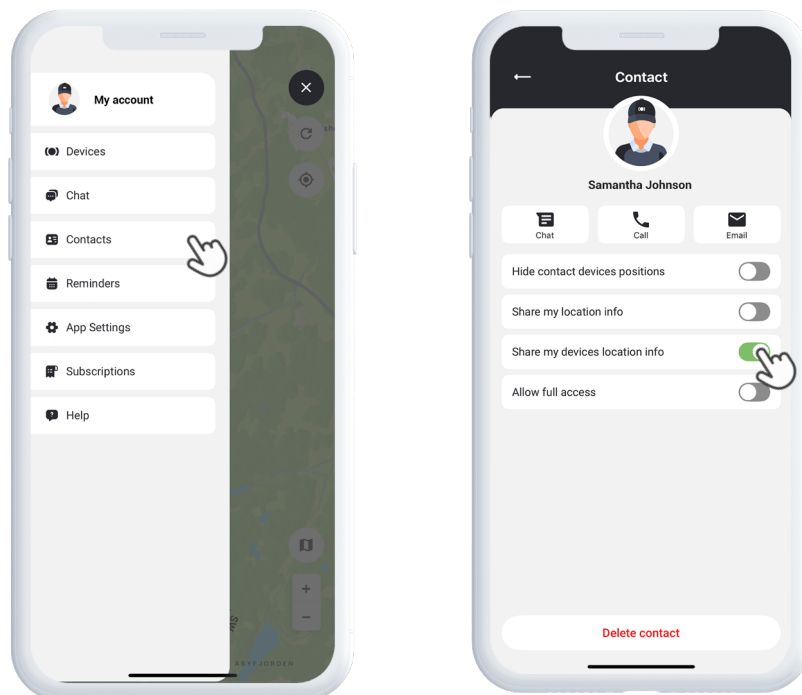 My account
Devices
Chat
Contacts
Reminders
App Settings
Subscriptions
Help
Contact
Samantha Johnson
Chat
Call
Email
Hide contact devices positions
Share my location info
Share my devices location info
Allow full access
Delete contact